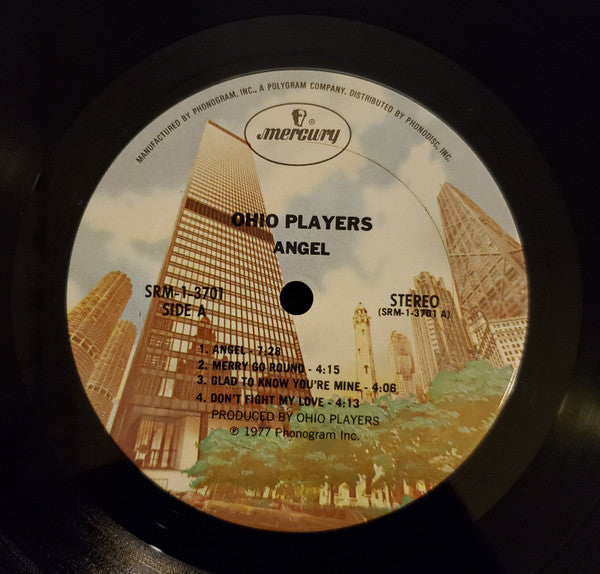 MANUFACTURED BY PHONOGRAM, INC., A POLYGRAM COMPANY. DISTRIBUTED BY PHONODISC, INC.
®
mercury
OHIO PLAYERS
ANGEL
SRM-1-3701
SIDE A
STEREO
(SRM-1-3701 A)
1. ANGEL - 7:28
2. MERRY GO ROUND - 4:15
3. GLAD TO KNOW YOU'RE MINE - 4:06
4. DON'T FIGHT MY LOVE - 4:13
PRODUCED BY OHIO PLAYERS
℗ 1977 Phonogram Inc.